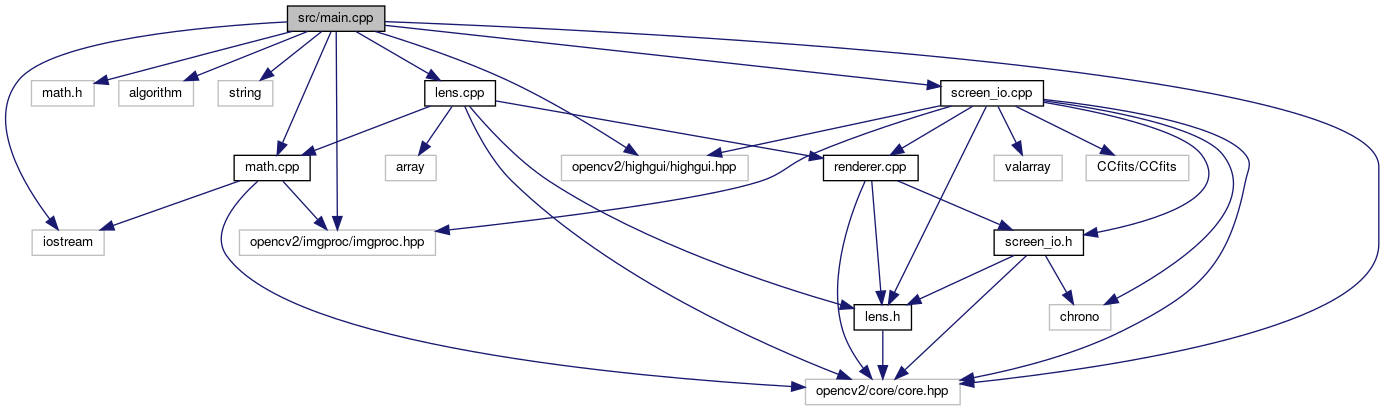 src/main.cpp
math.h
algorithm
string
lens.cpp
screen_io.cpp
math.cpp
array
opencv2/highgui/highgui.hpp
renderer.cpp
valarray
CCfits/CCfits
iostream
opencv2/imgproc/imgproc.hpp
screen_io.h
lens.h
chrono
opencv2/core/core.hpp